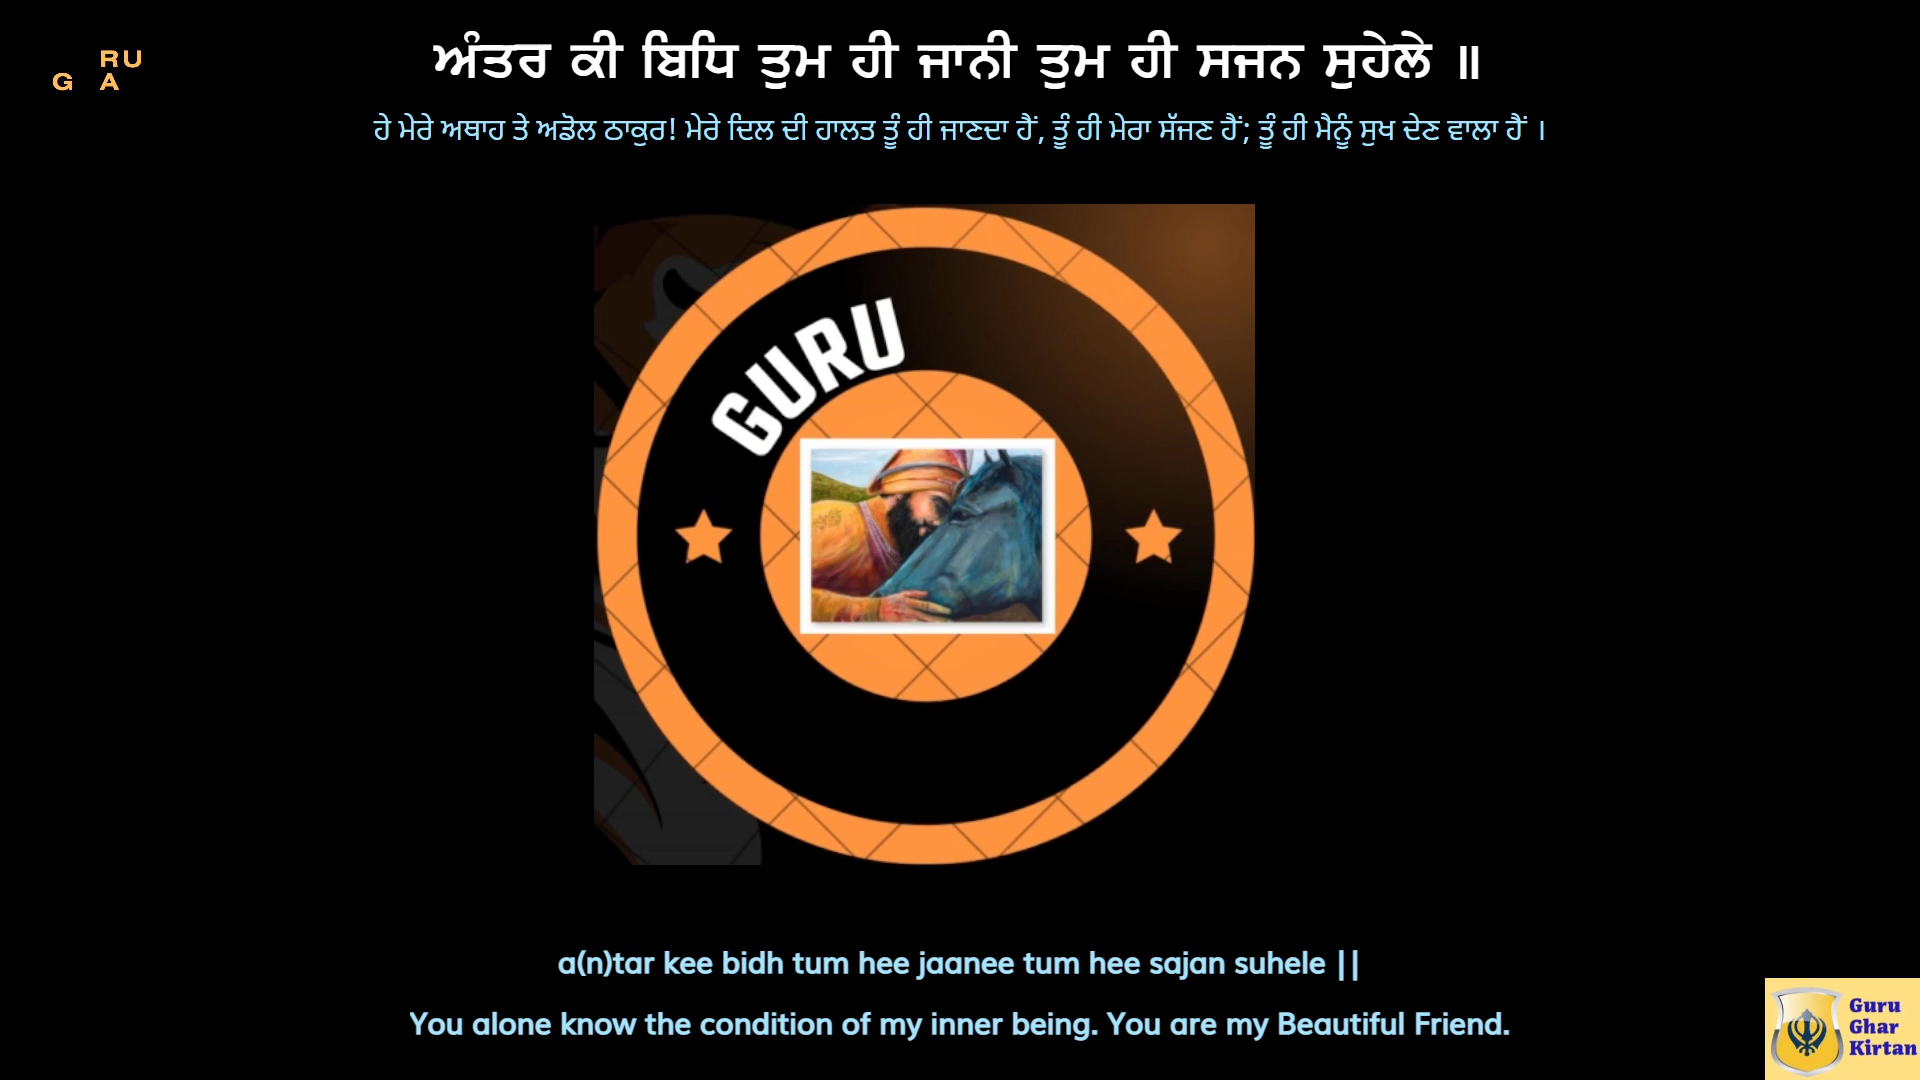 RU
G A
ਅੰਤਰ ਕੀ ਬਿਧਿ ਤੁਮ ਹੀ ਜਾਨੀ ਤੁਮ ਹੀ ਸਜਨ ਸੁਹੇਲੇ ॥
ਹੇ ਮੇਰੇ ਅਥਾਹ ਤੇ ਅਡੋਲ ਠਾਕੁਰ! ਮੇਰੇ ਦਿਲ ਦੀ ਹਾਲਤ ਤੂੰ ਹੀ ਜਾਣਦਾ ਹੈਂ, ਤੂੰ ਹੀ ਮੇਰਾ ਸੱਜਣ ਹੈਂ; ਤੂੰ ਹੀ ਮੈਨੂੰ ਸੁਖ ਦੇਣ ਵਾਲਾ ਹੈਂ ।
GURU
a(n)tar kee bidh tum hee jaanee tum hee sajan suhele ||
You alone know the condition of my inner being. You are my Beautiful Friend.
Guru
Ghar
Kirtan